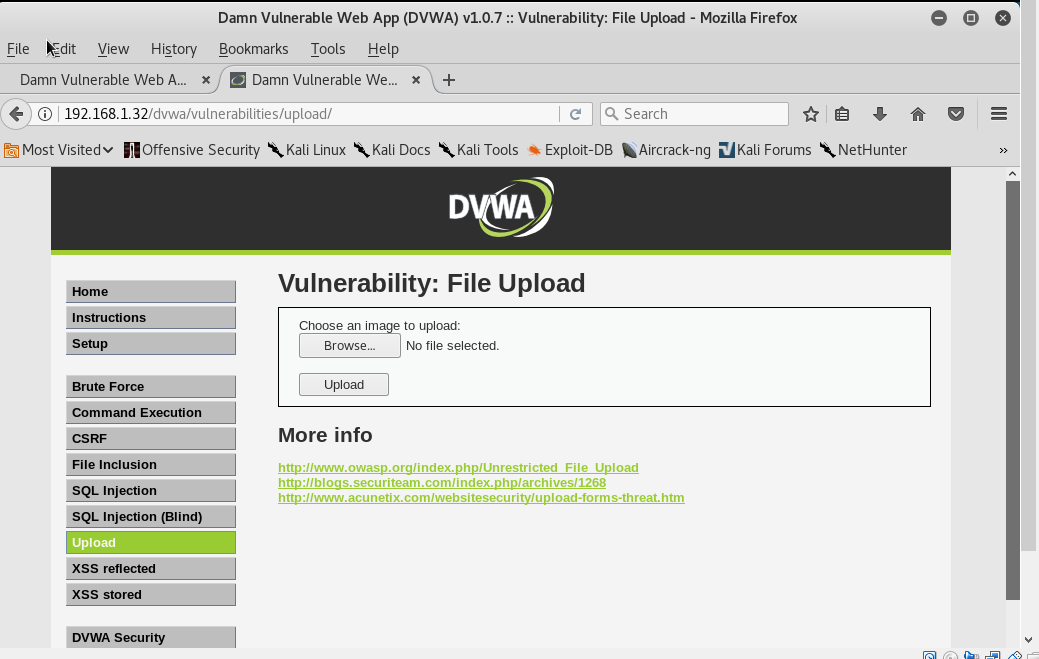 Damn Vulnerable Web App (DVWA) v1.0.7 :: Vulnerability: File Upload - Mozilla Firefox
File Edit View History Bookmarks Tools Help
Damn Vulnerable Web A... Damn Vulnerable We...
192.168.1.32/dvwa/vulnerabilities/upload/ Search
Most Visited Offensive Security Kali Linux Kali Docs Kali Tools Exploit-DB Aircrack-ng Kali Forums NetHunter »
DVWA
Home
Instructions
Setup
Brute Force
Command Execution
CSRF
File Inclusion
SQL Injection
SQL Injection (Blind)
Upload
XSS reflected
XSS stored
DVWA Security
Vulnerability: File Upload
Choose an image to upload:
Browse... No file selected.
Upload
More info
http://www.owasp.org/index.php/Unrestricted_File_Upload
http://blogs.securiteam.com/index.php/archives/1268
http://www.acunetix.com/websitesecurity/upload-forms-threat.htm